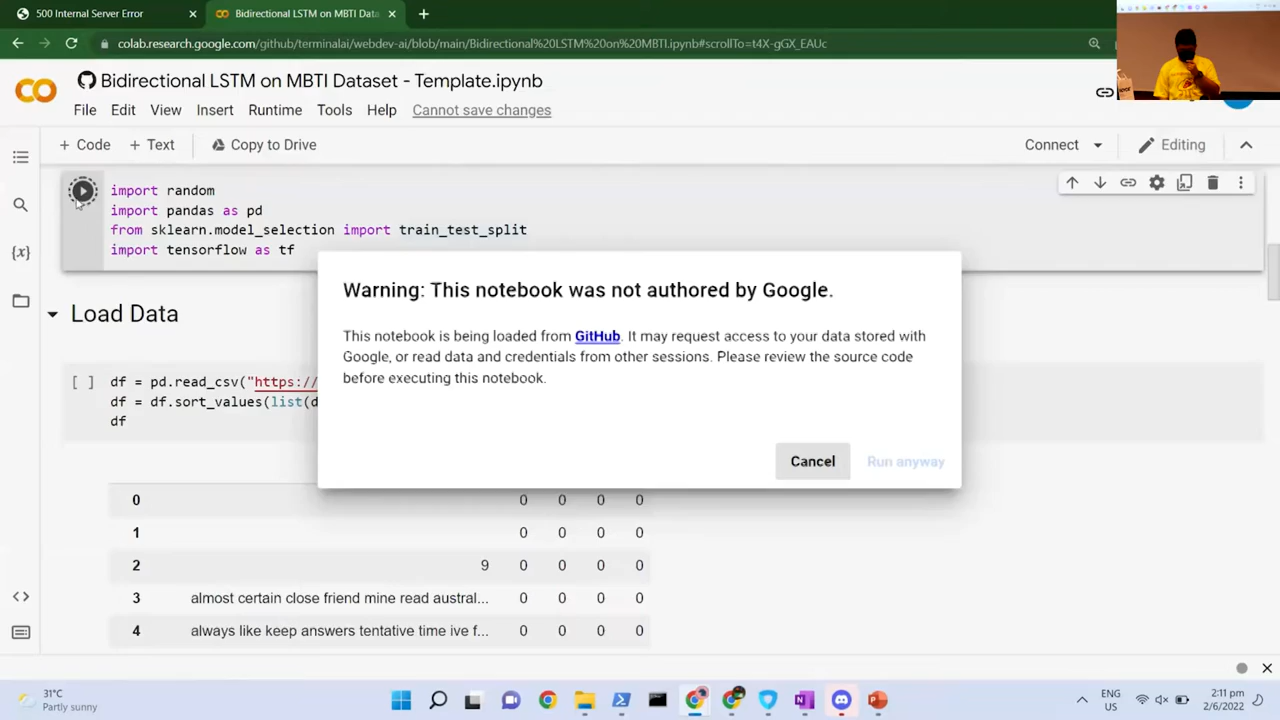 500 Internal Server Error
Bidirectional LSTM on MBTI Data
colab.research.google.com/github/terminalai/webdev-ai/blob/main/Bidirectional%20LSTM%20on%20MBTI.ipynb#scrollTo=t4X-gGX_EAUc
Bidirectional LSTM on MBTI Dataset - Template.ipynb
File Edit View Insert Runtime Tools Help Cannot save changes
+ Code + Text Copy to Drive Connect Editing
import random
import pandas as pd
from sklearn.model_selection import train_test_split
import tensorflow as tf
Warning: This notebook was not authored by Google.
This notebook is being loaded from GitHub. It may request access to your data stored with
Google, or read data and credentials from other sessions. Please review the source code
before executing this notebook.
Cancel Run anyway
Load Data
[ ] df = pd.read_csv("https://
df = df.sort_values(list(d
df
0 0 0 0 0
1 0 0 0 0
2 9 0 0 0 0
3 almost certain close friend mine read austral... 0 0 0 0
4 always like keep answers tentative time ive f... 0 0 0 0
31°C
Partly sunny
ENG
US
2:11 pm
2/6/2022